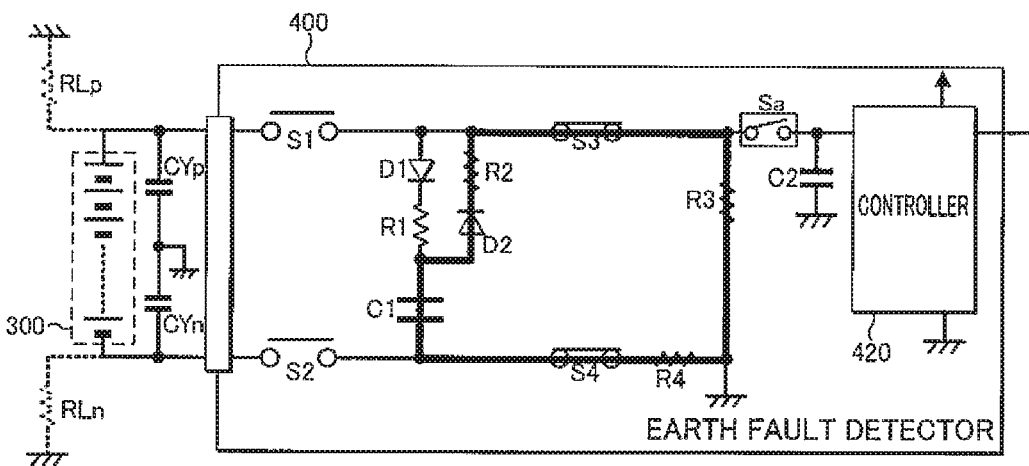 400
RLp
S1
S3
Sa
CYp
D1
R2
C2
R3
CONTROLLER
R1
D2
C1
300
CYn
S2
S4
R4
420
RLn
EARTH FAULT DETECTOR